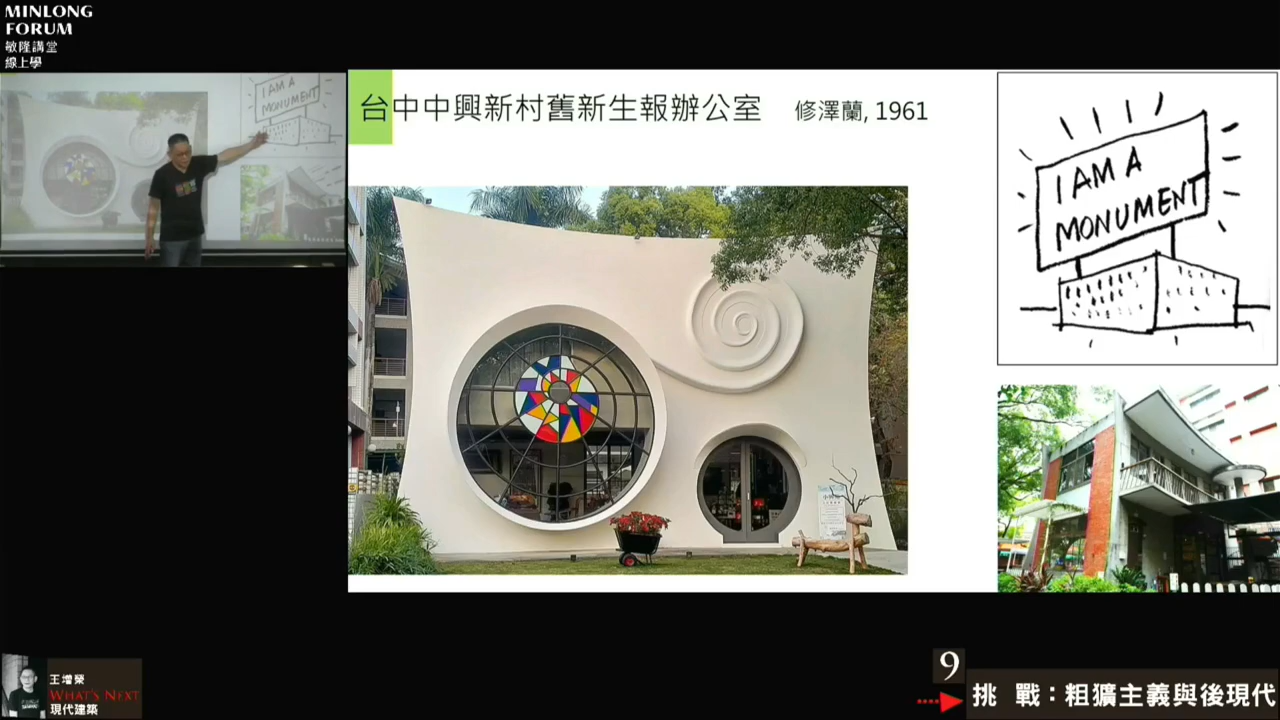 MINLONG
FORUM
敏隆講堂
線上學
I AM A
MONUMENT
台中中興新村舊新生報辦公室 修澤蘭, 1961
I AM A
MONUMENT
王增榮
WHAT'S NEXT
現代建築
9
挑 戰：粗獷主義與後現代